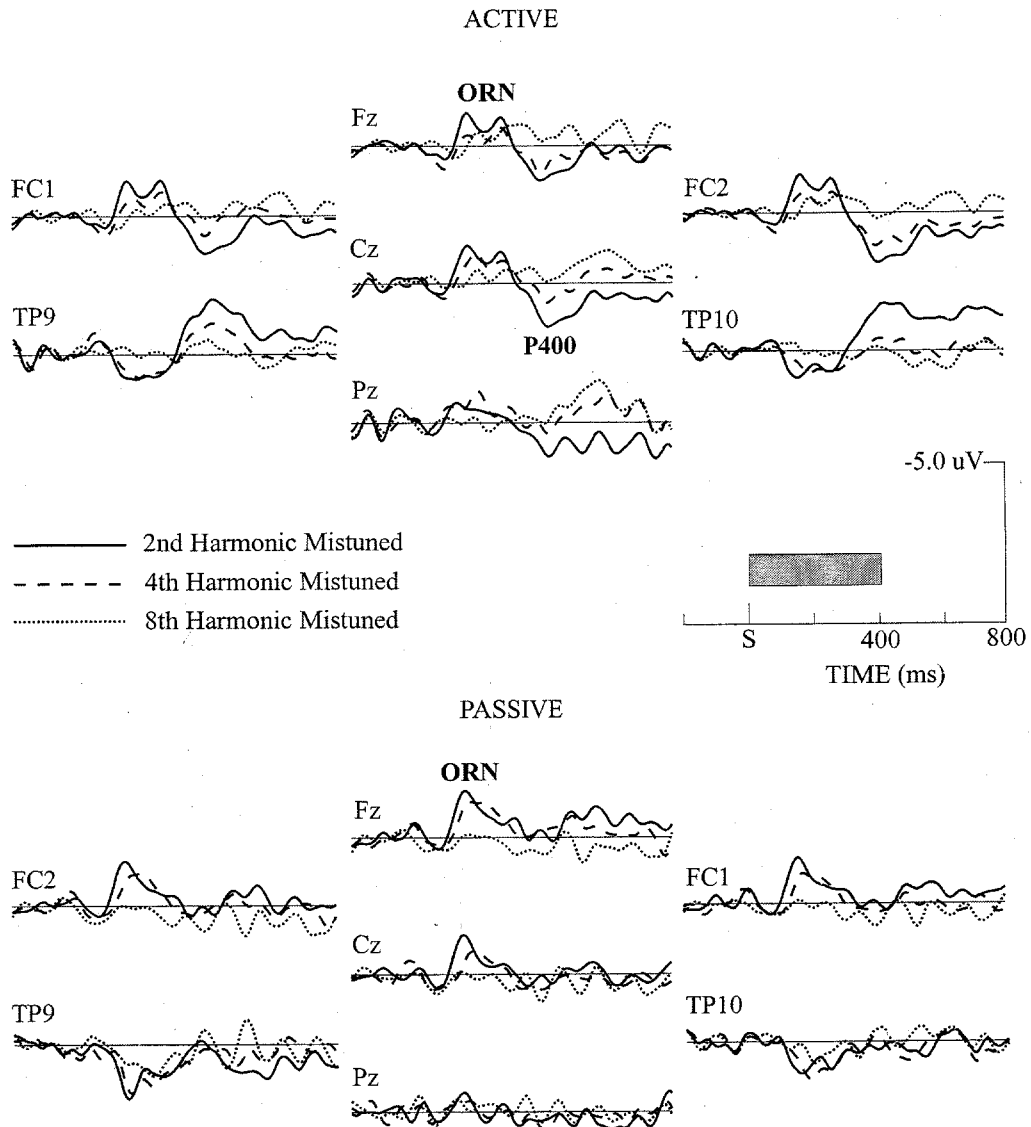 ACTIVE
ORN
Fz
FC1
FC2
Cz
TP9
TP10
P400
Pz
-5.0 uV
2nd Harmonic Mistuned
4th Harmonic Mistuned
8th Harmonic Mistuned
S 400 800
TIME (ms)
PASSIVE
ORN
Fz
FC2
FC1
Cz
TP9
TP10
Pz